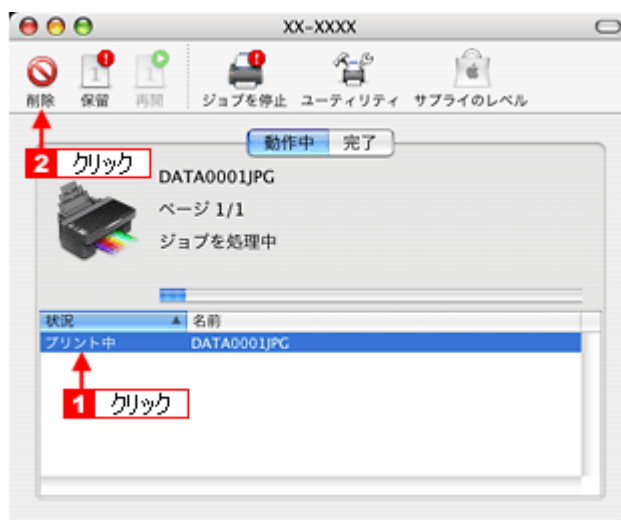 XX-XXXX
削除 保留 再開 ジョブを停止 ユーティリティ サプライのレベル
動作中 完了
2 クリック
DATA0001JPG
ページ 1/1
ジョブを処理中
状況 名前
プリント中 DATA0001JPG
1 クリック